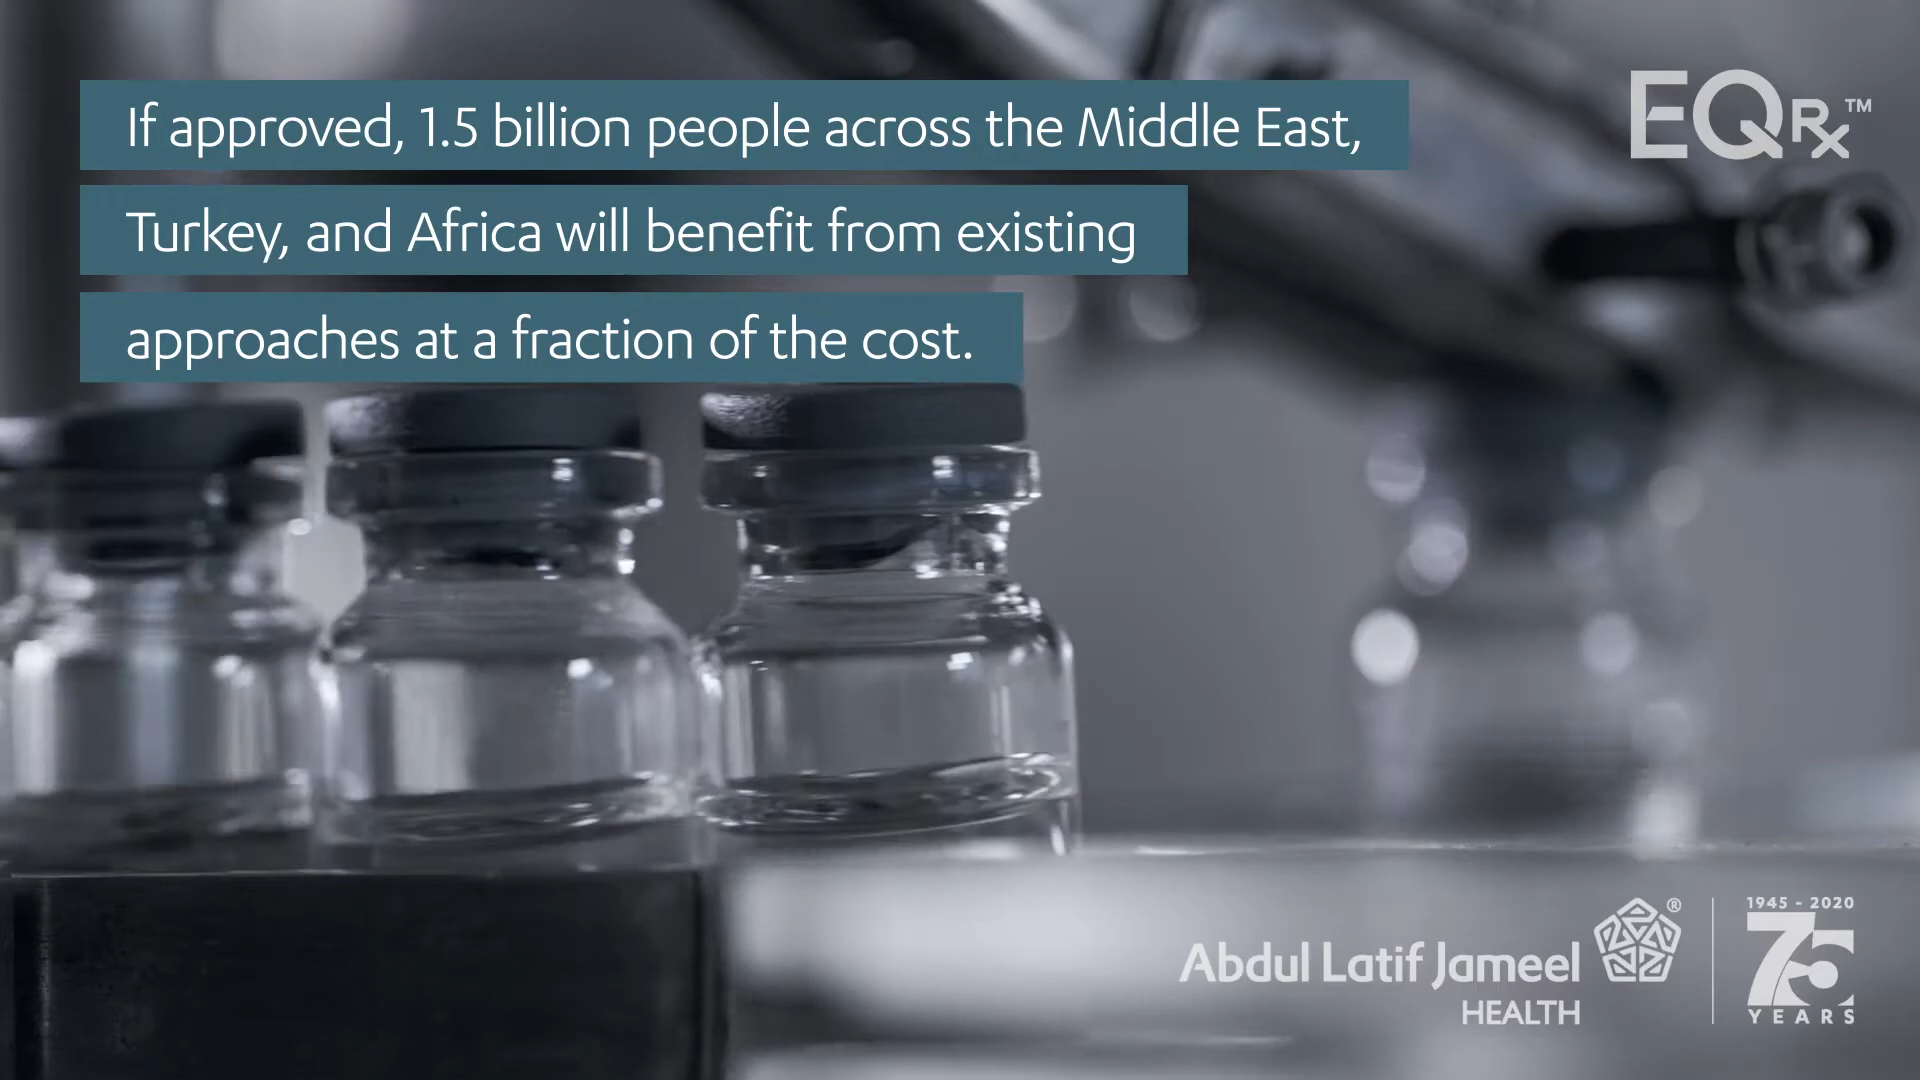 If approved, 1.5 billion people across the Middle East,
Turkey, and Africa will benefit from existing
approaches at a fraction of the cost.
EQRx™
Abdul Latif Jameel®
HEALTH
1945 - 2020
75
YEARS